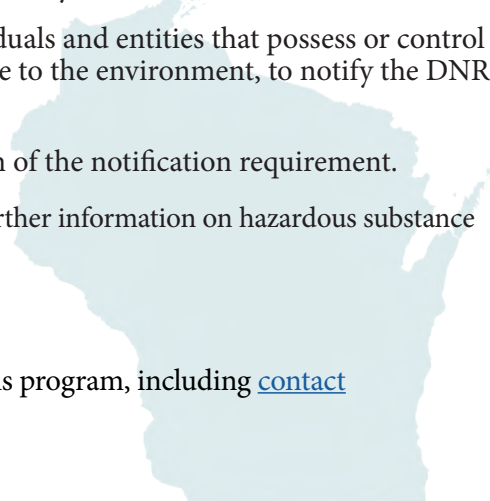 duals and entities that possess or control
e to the environment, to notify the DNR
n of the notification requirement.
rther information on hazardous substance
is program, including contact